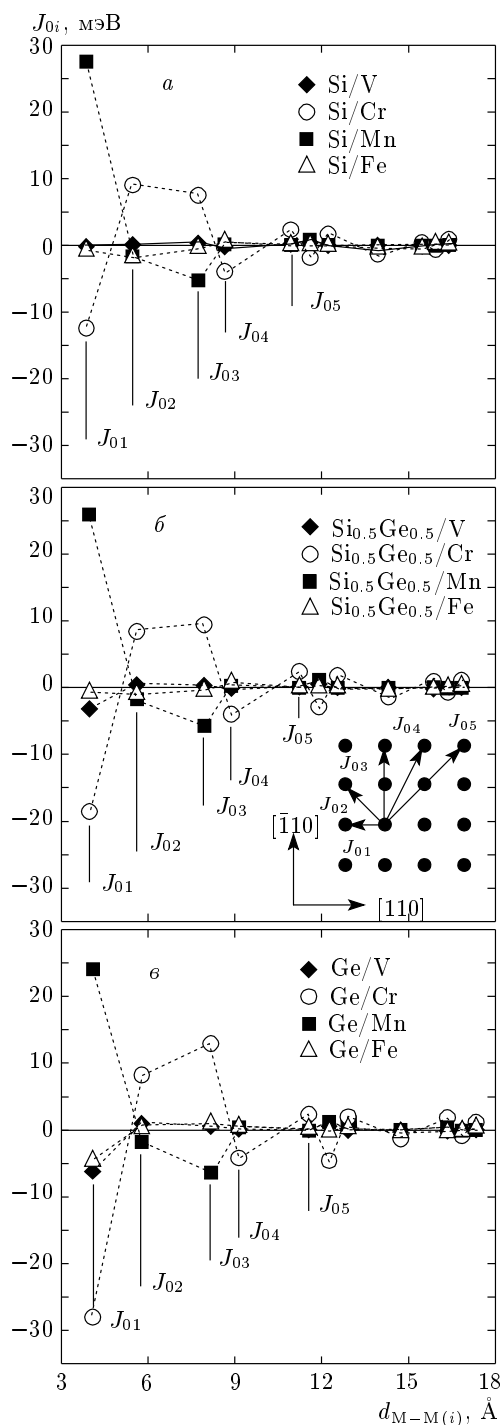 J₀ᵢ, мэВ
30
а
Si/V
Si/Cr
20
Si/Mn
Si/Fe
10
0
J₀₅
−10
J₀₄
J₀₃
−20
J₀₂
J₀₁
−30
30
б
Si₀.₅Ge₀.₅/V
20
Si₀.₅Ge₀.₅/Cr
Si₀.₅Ge₀.₅/Mn
10
Si₀.₅Ge₀.₅/Fe
0
J₀₅
J₀₄
J₀₅
−10
J₀₄
J₀₃
J₀₃
J₀₂
−20
[1̄10]
J₀₁
J₀₂
J₀₁
−30
[110]
30
в
Ge/V
Ge/Cr
20
Ge/Mn
Ge/Fe
10
0
−10
J₀₅
J₀₄
−20
J₀₃
J₀₂
J₀₁
−30
3 6 9 12 15 18
d_M−M(i), Å